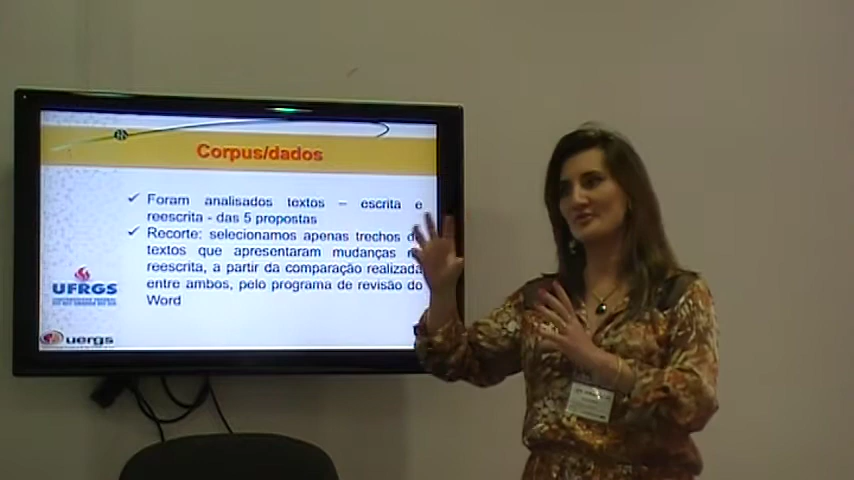 Corpus/dados
✓ Foram analisados textos – escrita e
reescrita - das 5 propostas
✓ Recorte: selecionamos apenas trechos
textos que apresentaram mudanças
reescrita, a partir da comparação realizada
entre ambos, pelo programa de revisão do
Word
UFRGS
uergs